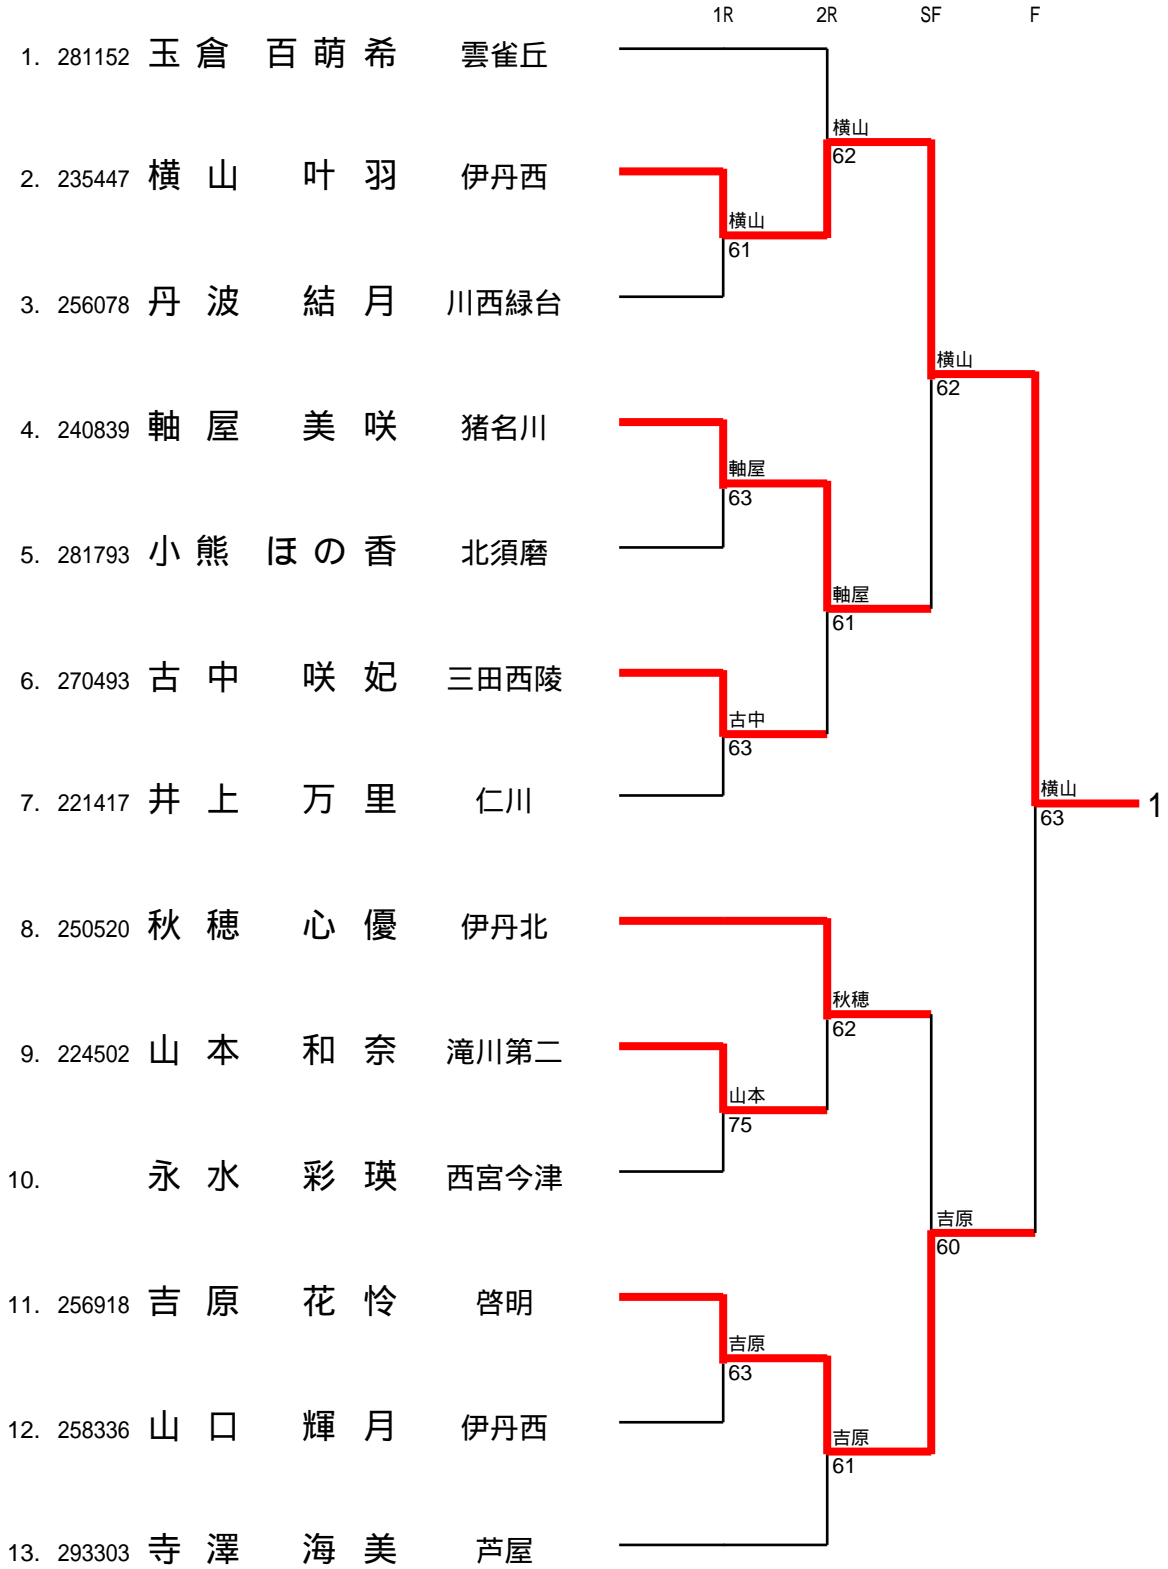 1R 2R SF F
1. 281152 玉倉 百萌希 雲雀丘
横山
62
2. 235447 横山 叶羽 伊丹西
横山
61
3. 256078 丹波 結月 川西緑台
横山
62
4. 240839 軸屋 美咲 猪名川
軸屋
63
5. 281793 小熊 ほの香 北須磨
軸屋
61
6. 270493 古中 咲妃 三田西陵
古中
63
7. 221417 井上 万里 仁川
横山
63
1
8. 250520 秋穂 心優 伊丹北
秋穂
62
9. 224502 山本 和奈 滝川第二
山本
75
10. 永水 彩瑛 西宮今津
吉原
60
11. 256918 吉原 花怜 啓明
吉原
63
12. 258336 山口 輝月 伊丹西
吉原
61
13. 293303 寺澤 海美 芦屋